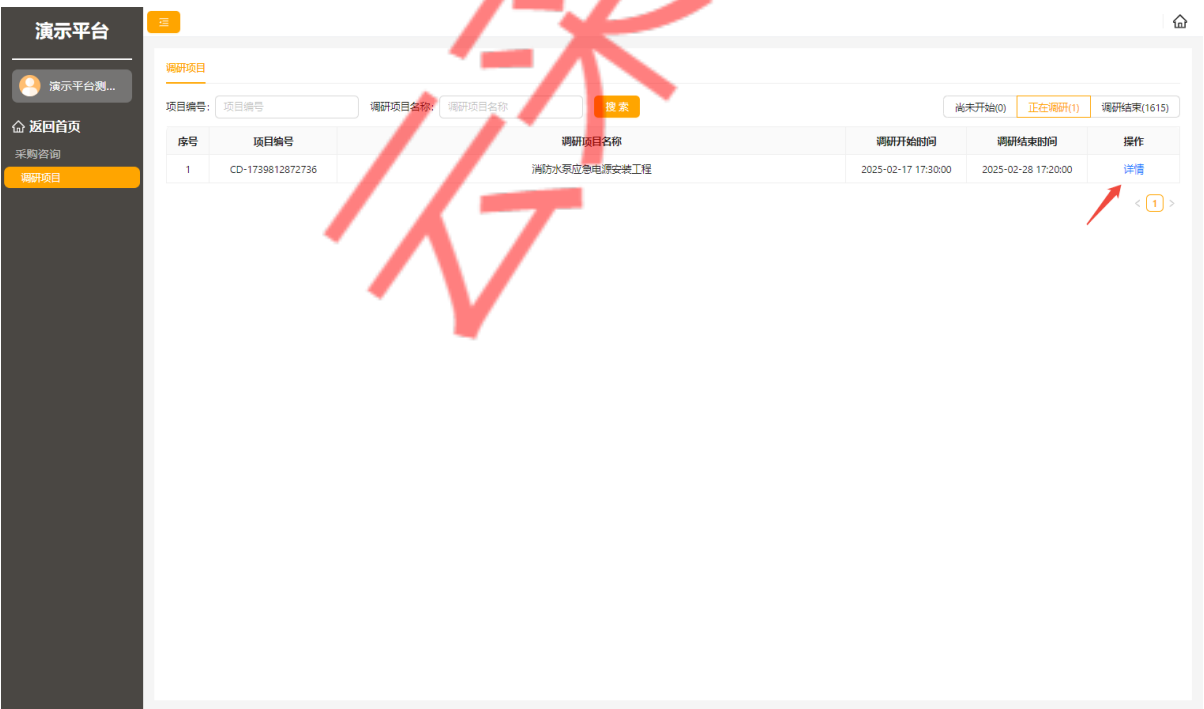 演示平台
演示平台测...
返回首页
采购咨询
调研项目
调研项目
项目编号: 项目编号 调研项目名称: 调研项目名称 搜 索 尚未开始(0) 正在调研(1) 调研结束(1615)
序号 项目编号 调研项目名称 调研开始时间 调研结束时间 操作
1 CD-1739812872736 消防水泵应急电源安装工程 2025-02-17 17:30:00 2025-02-28 17:20:00 详情
< 1 >